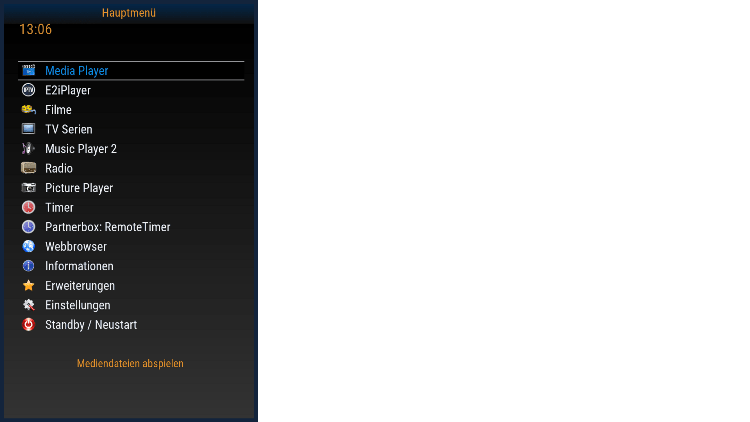 Hauptmenü
13:06
Media Player
IPTV E2iPlayer
Filme
TV Serien
Music Player 2
Radio
Picture Player
Timer
Partnerbox: RemoteTimer
Webbrowser
Informationen
Erweiterungen
Einstellungen
Standby / Neustart
Mediendateien abspielen